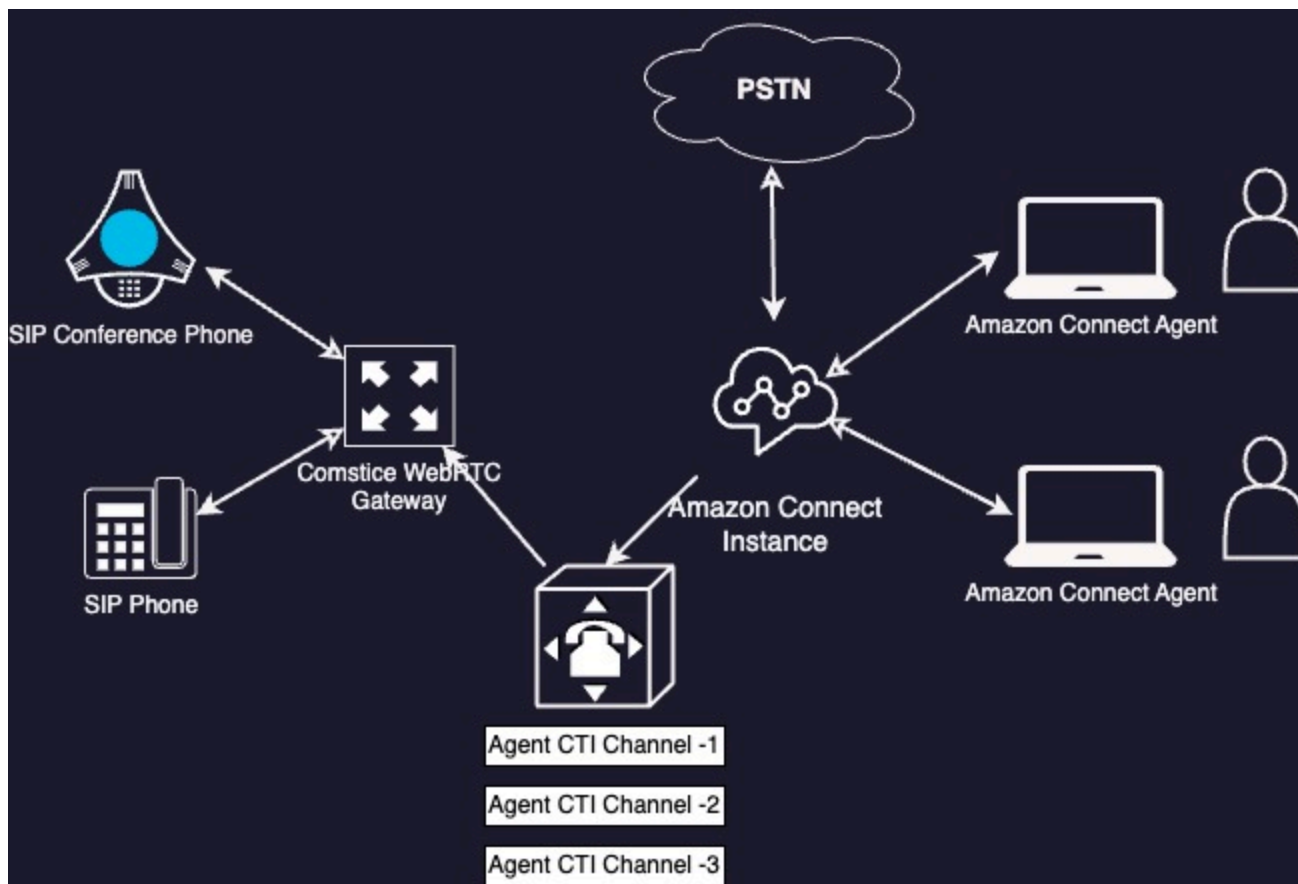 PSTN
SIP Conference Phone
Amazon Connect Agent
Comstice WebRTC
Gateway
Amazon Connect
Instance
SIP Phone
Amazon Connect Agent
Agent CTI Channel -1
Agent CTI Channel -2
Agent CTI Channel -3